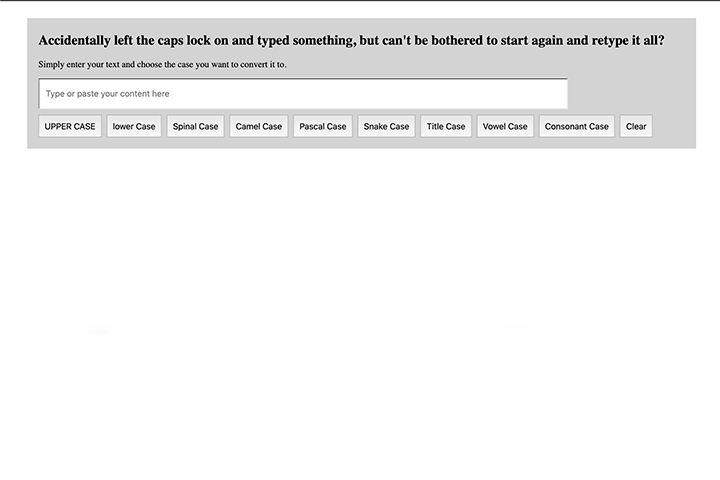 Accidentally left the caps lock on and typed something, but can't be bothered to start again and retype it all?
Simply enter your text and choose the case you want to convert it to.
Type or paste your content here
UPPER CASE lower Case Spinal Case Camel Case Pascal Case Snake Case Title Case Vowel Case Consonant Case Clear